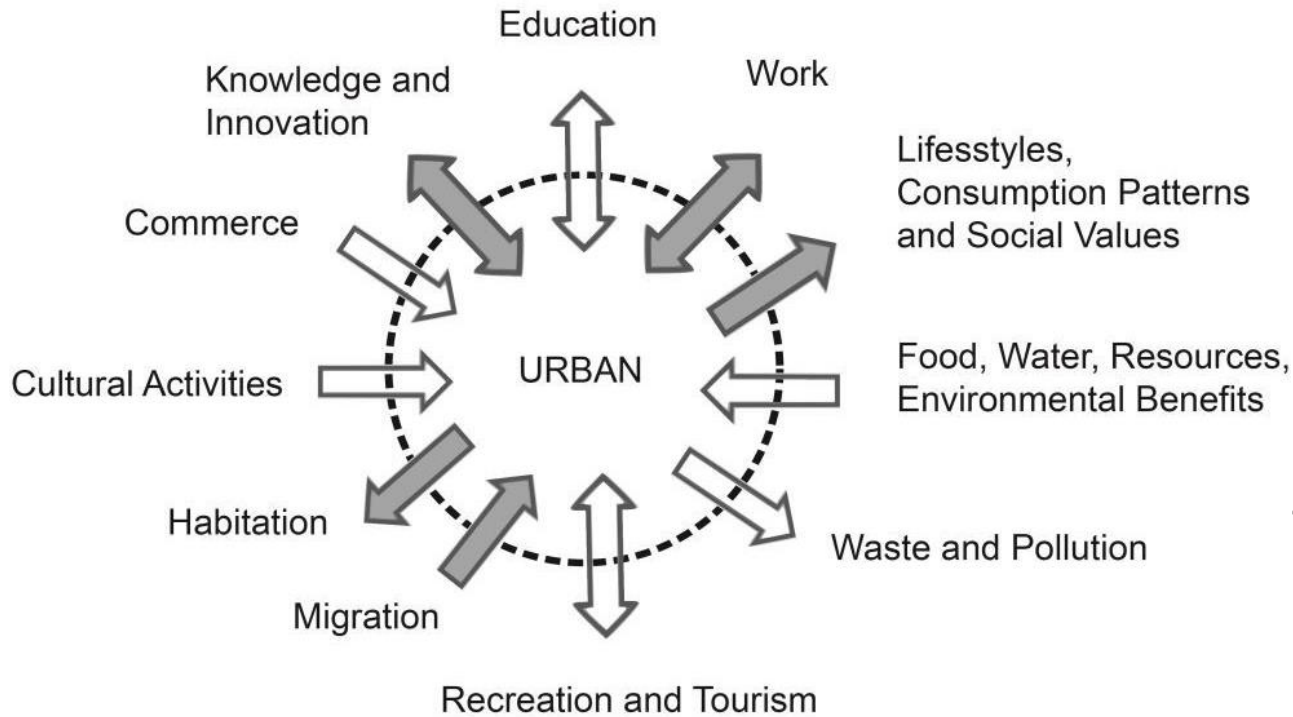 Education
Work
Knowledge and
Innovation
Lifesstyles,
Consumption Patterns
and Social Values
Commerce
URBAN
Food, Water, Resources,
Environmental Benefits
Cultural Activities
Habitation
Waste and Pollution
Migration
Recreation and Tourism